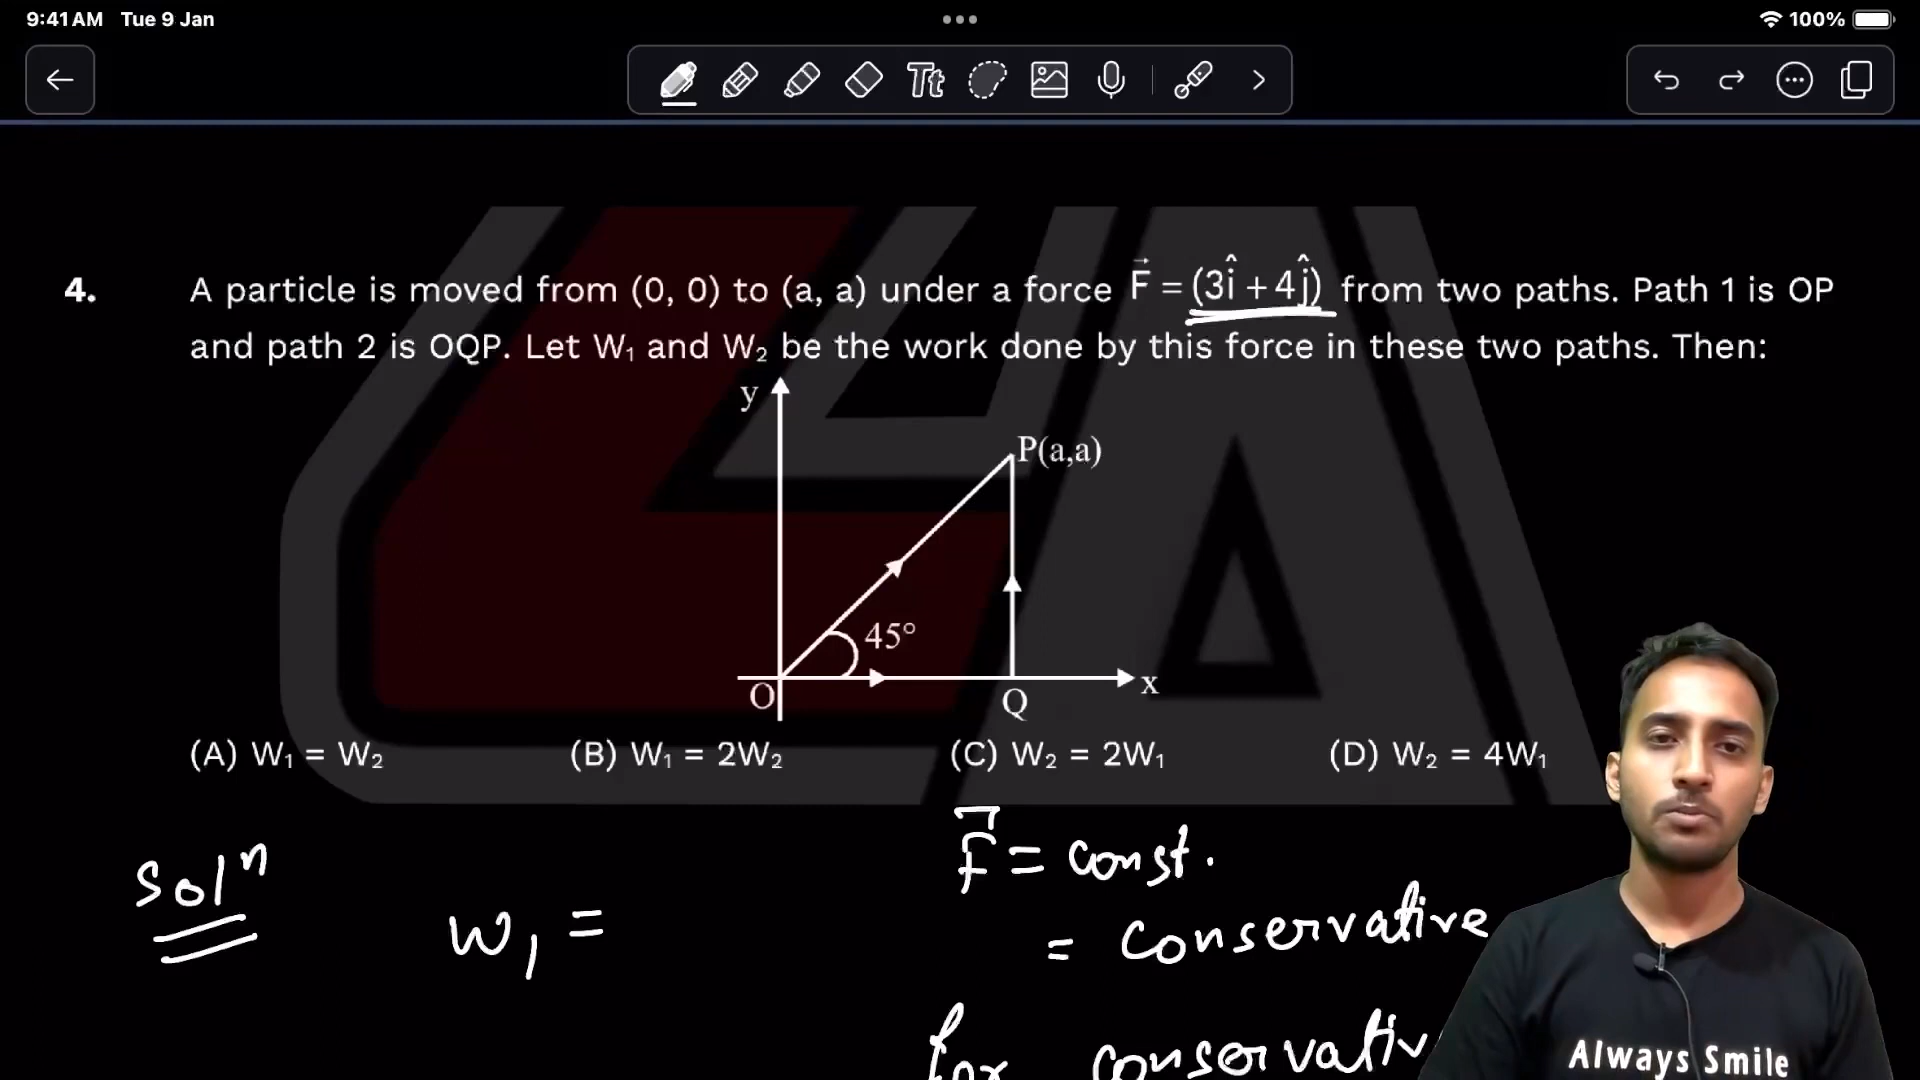 9:41 AM Tue 9 Jan
100%
Tt
4. A particle is moved from (0, 0) to (a, a) under a force F⃗ = (3î + 4ĵ) from two paths. Path 1 is OP
and path 2 is OQP. Let W₁ and W₂ be the work done by this force in these two paths. Then:
y
P(a,a)
45°
O
Q
x
(A) W₁ = W₂ (B) W₁ = 2W₂ (C) W₂ = 2W₁ (D) W₂ = 4W₁
Solⁿ
W₁ =
F⃗ = const.
= conservative
for conservativ
Always Smile